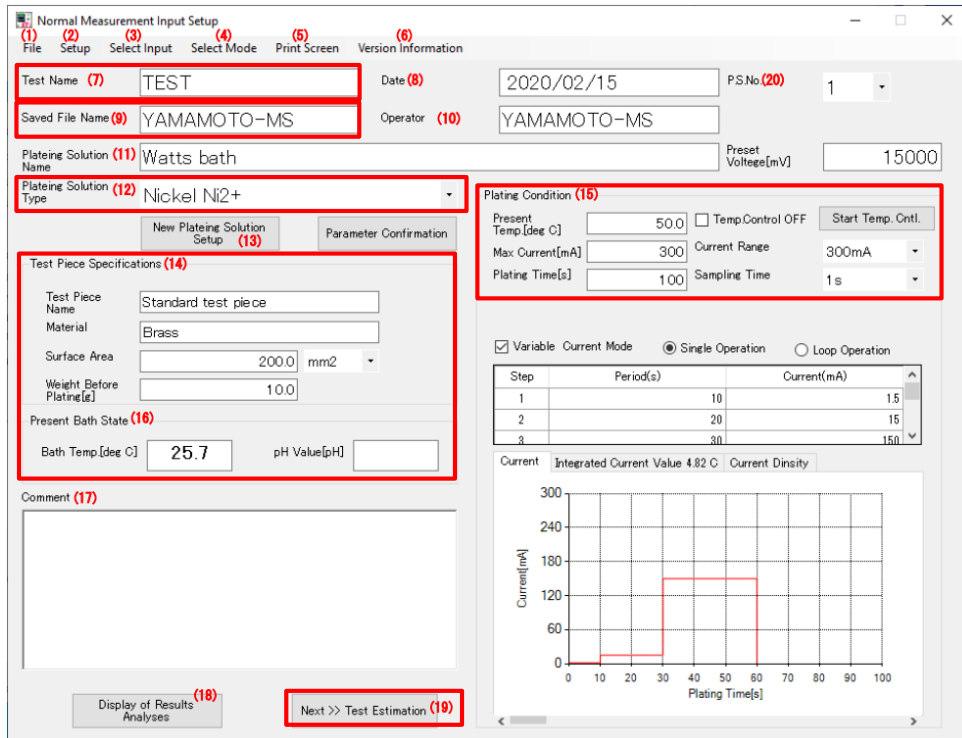 Normal Measurement Input Setup
(1) (2) (3) (4) (5) (6)
File Setup Select Input Select Mode Print Screen Version Information
Test Name (7) TEST Date (8) 2020/02/15 P.S.No.(20) 1
Saved File Name (9) YAMAMOTO-MS Operator (10) YAMAMOTO-MS
Plateing Solution Name (11) Watts bath Preset Voltege[mV] 15000
Plateing Solution Type (12) Nickel Ni2+
New Plateing Solution Setup (13) Parameter Confirmation
Plating Condition (15)
Present Temp.[deg C] 50.0 Temp.Control OFF Start Temp. Cntl.
Max Current[mA] 300 Current Range 300mA
Plating Time[s] 100 Sampling Time 1s
Test Piece Specifications (14)
Test Piece Name Standard test piece
Material Brass
Surface Area 200.0 mm2
Weight Before Plating[g] 10.0
Present Bath State (16)
Bath Temp.[deg C] 25.7 pH Value[pH]
Variable Current Mode Single Operation Loop Operation
Step Period(s) Current(mA)
1 10 1.5
2 20 15
3 30 150
Current Integrated Current Value 4.82 C Current Dinsity
300
240
180
120
60
0
Current[mA]
0 10 20 30 40 50 60 70 80 90 100
Plating Time[s]
Comment (17)
Display of Results Analyses (18)
Next >> Test Estimation (19)